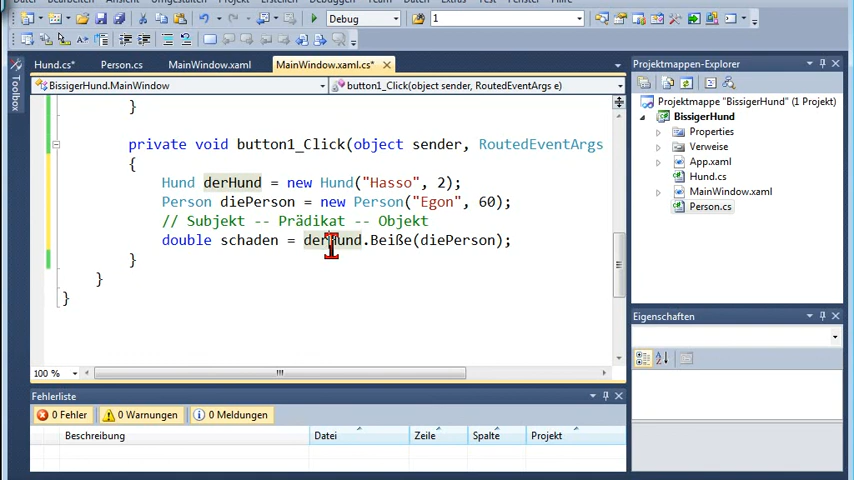 Debug
1
Hund.cs*
Person.cs
MainWindow.xaml
MainWindow.xaml.cs*
Projektmappen-Explorer
Toolbox
BissigerHund.MainWindow
button1_Click(object sender, RoutedEventArgs e)
Projektmappe "BissigerHund" (1 Projekt)
BissigerHund
Properties
Verweise
App.xaml
Hund.cs
MainWindow.xaml
Person.cs
}
private void button1_Click(object sender, RoutedEventArgs
{
Hund derHund = new Hund("Hasso", 2);
Person diePerson = new Person("Egon", 60);
// Subjekt -- Prädikat -- Objekt
double schaden = derHund.Beiße(diePerson);
}
}
}
100 %
Eigenschaften
Fehlerliste
0 Fehler
0 Warnungen
0 Meldungen
Beschreibung
Datei
Zeile
Spalte
Projekt